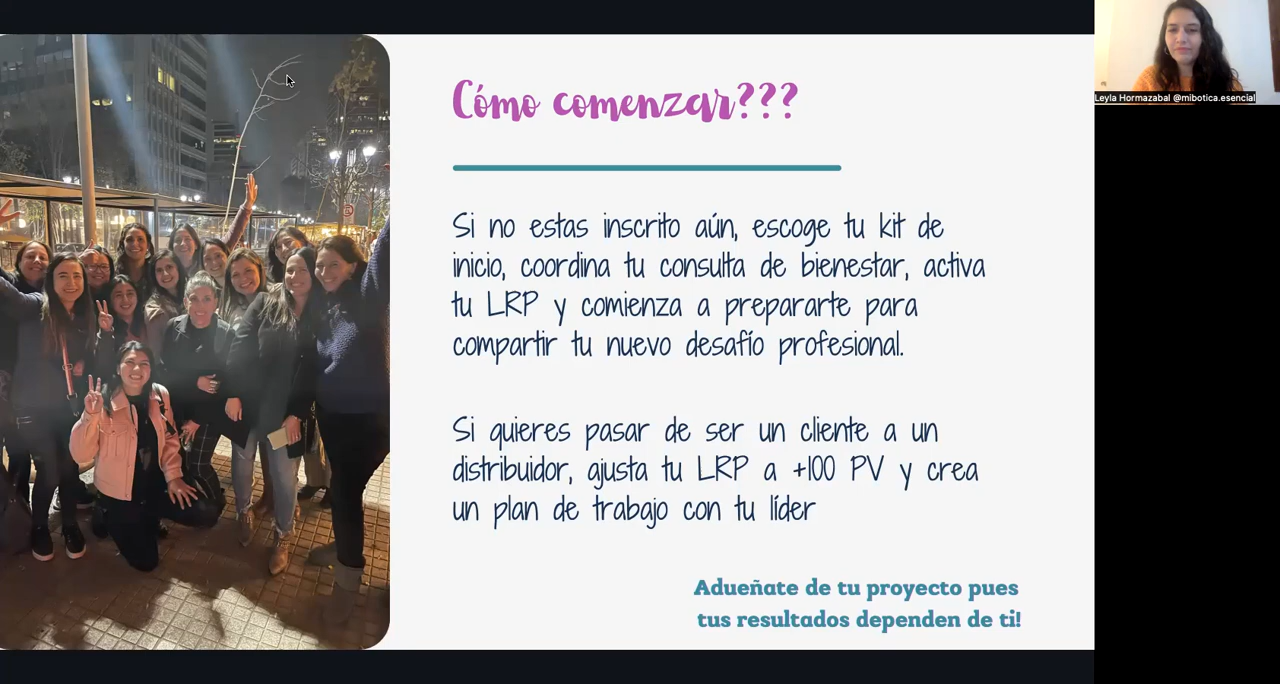 Cómo comenzar???
Si no estas inscrito aún, escoge tu kit de
inicio, coordina tu consulta de bienestar, activa
tu LRP y comienza a prepararte para
compartir tu nuevo desafío profesional.
Si quieres pasar de ser un cliente a un
distribuidor, ajusta tu LRP a +100 PV y crea
un plan de trabajo con tu líder
Adueñate de tu proyecto pues
tus resultados dependen de ti!
Leyla Hormazabal @mibotica.esencial